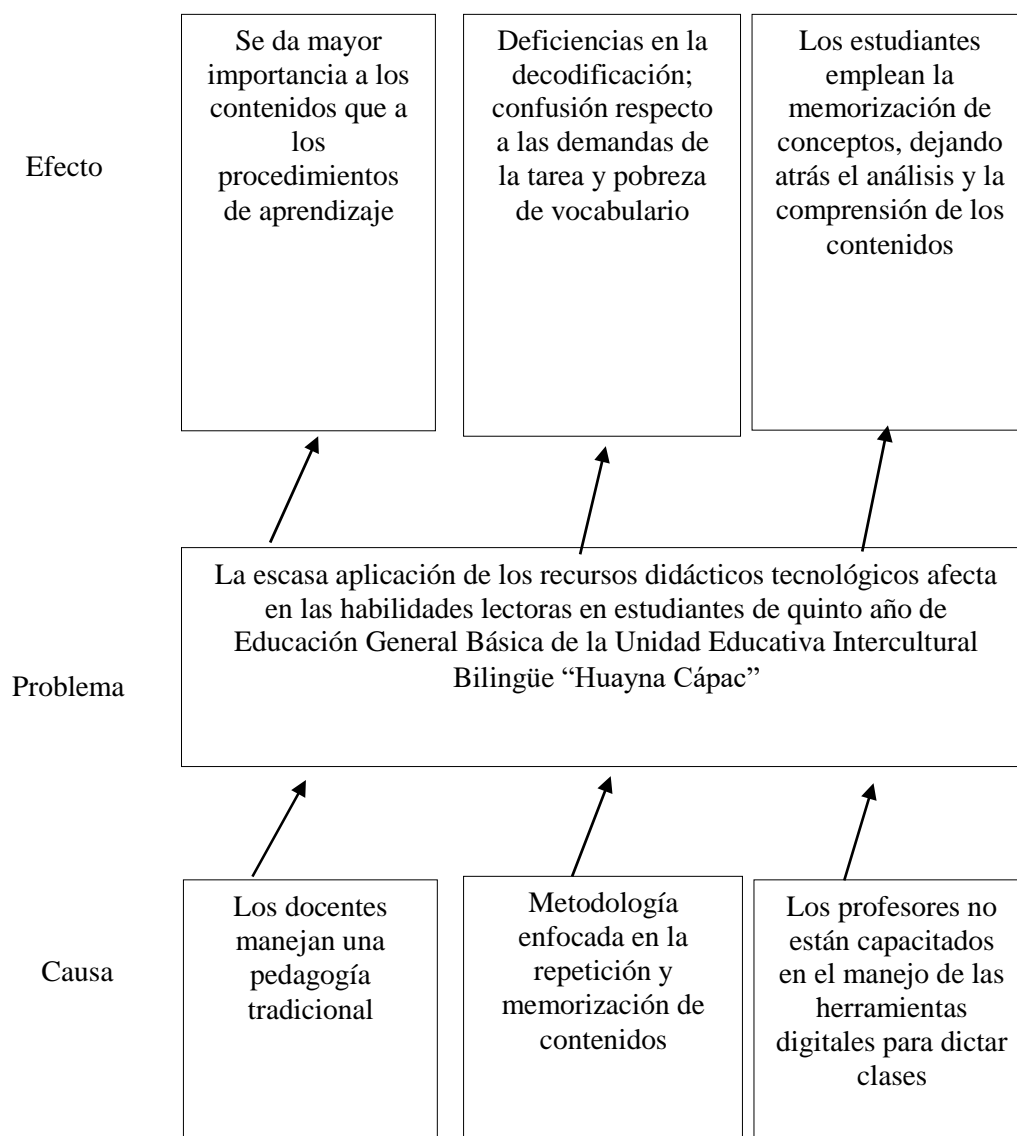 Efecto
Se da mayor
importancia a los
contenidos que a
los
procedimientos
de aprendizaje
Deficiencias en la
decodificación;
confusión respecto
a las demandas de
la tarea y pobreza
de vocabulario
Los estudiantes
emplean la
memorización de
conceptos, dejando
atrás el análisis y la
comprensión de los
contenidos
Problema
La escasa aplicación de los recursos didácticos tecnológicos afecta
en las habilidades lectoras en estudiantes de quinto año de
Educación General Básica de la Unidad Educativa Intercultural
Bilingüe “Huayna Cápac”
Causa
Los docentes
manejan una
pedagogía
tradicional
Metodología
enfocada en la
repetición y
memorización de
contenidos
Los profesores no
están capacitados
en el manejo de las
herramientas
digitales para dictar
clases